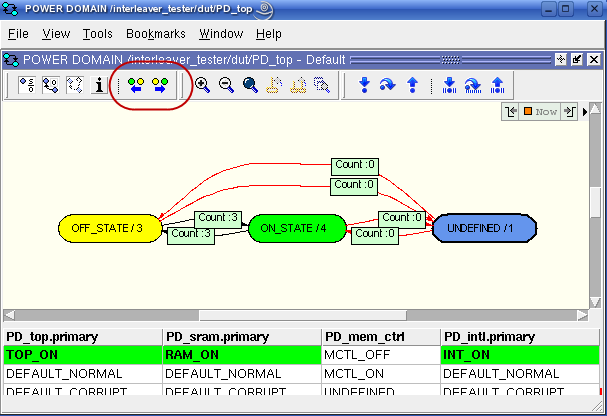 POWER DOMAIN /interleaver_tester/dut/PD_top
File View Tools Bookmarks Window Help
POWER DOMAIN /interleaver_tester/dut/PD_top - Default
Now
Count :0
Count :0
Count :3
Count :0
OFF_STATE / 3
ON_STATE / 4
UNDEFINED / 1
Count :3
Count :0
PD_top.primary PD_sram.primary PD_mem_ctrl PD_intl.primary
TOP_ON RAM_ON MCTL_OFF INT_ON
DEFAULT_NORMAL DEFAULT_NORMAL MCTL_ON DEFAULT_NORMAL
DEFAULT_CORRUPT DEFAULT_CORRUPT UNDEFINED DEFAULT_CORRUPT